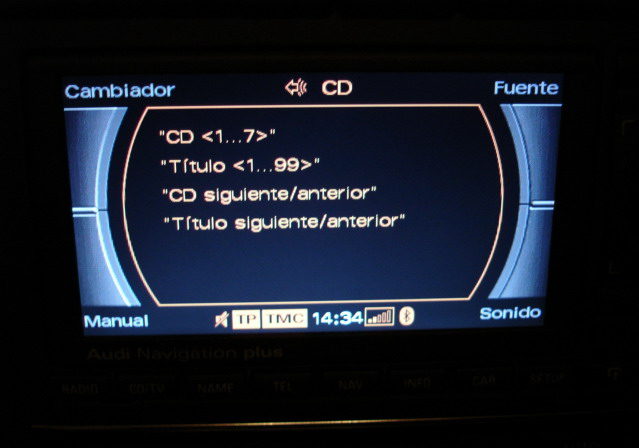 Cambiador CD Fuente
"CD <1...7>"
"Título <1...99>"
"CD siguiente/anterior"
"Título siguiente/anterior"
Manual TP TMC 14:34 Sonido
Audi Navigation plus
RADIO CD/TV NAME TEL NAV INFO CAR SETUP